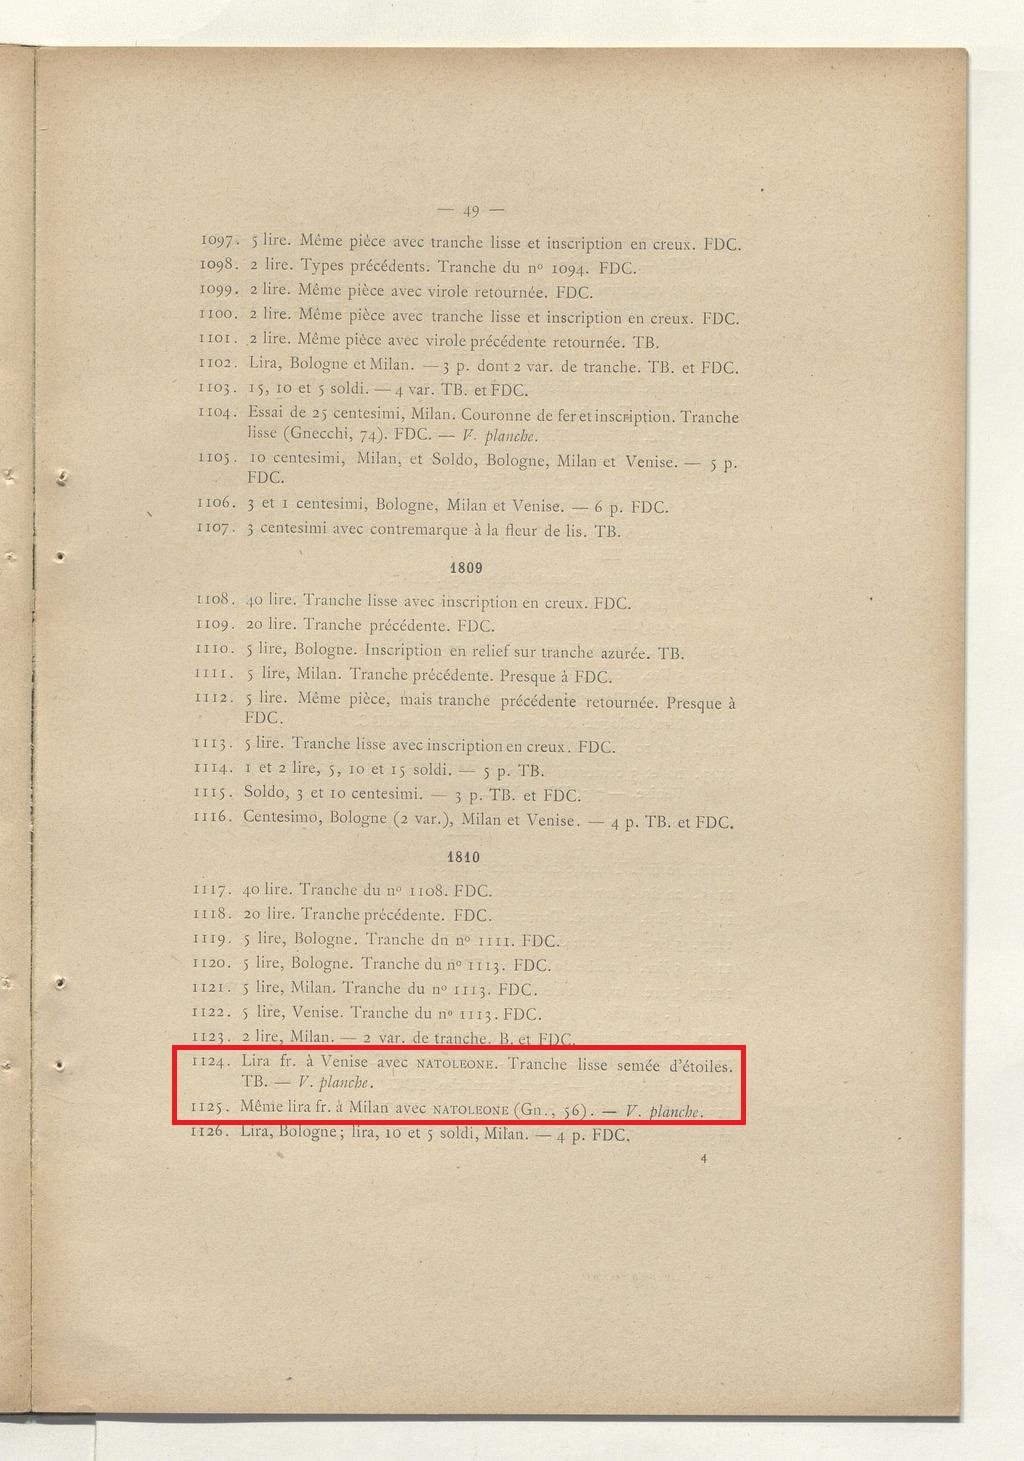 — 49 —
1097. 5 lire. Même pièce avec tranche lisse et inscription en creux. FDC.
1098. 2 lire. Types précédents. Tranche du nº 1094. FDC.
1099. 2 lire. Même pièce avec virole retournée. FDC.
1100. 2 lire. Même pièce avec tranche lisse et inscription en creux. FDC.
1101. 2 lire. Même pièce avec virole précédente retournée. TB.
1102. Lira, Bologne et Milan. — 3 p. dont 2 var. de tranche. TB. et FDC.
1103. 15, 10 et 5 soldi. — 4 var. TB. et FDC.
1104. Essai de 25 centesimi, Milan. Couronne de fer et inscription. Tranche
lisse (Gnecchi, 74). FDC. — V. planche.
1105. 10 centesimi, Milan, et Soldo, Bologne, Milan et Venise. — 5 p.
FDC.
1106. 3 et 1 centesimi, Bologne, Milan et Venise. — 6 p. FDC.
1107. 3 centesimi avec contremarque à la fleur de lis. TB.
1809
1108. 40 lire. Tranche lisse avec inscription en creux. FDC.
1109. 20 lire. Tranche précédente. FDC.
1110. 5 lire, Bologne. Inscription en relief sur tranche azurée. TB.
1111. 5 lire, Milan. Tranche précédente. Presque à FDC.
1112. 5 lire. Même pièce, mais tranche précédente retournée. Presque à
FDC.
1113. 5 lire. Tranche lisse avec inscription en creux. FDC.
1114. 1 et 2 lire, 5, 10 et 15 soldi. — 5 p. TB.
1115. Soldo, 3 et 10 centesimi. — 3 p. TB. et FDC.
1116. Centesimo, Bologne (2 var.), Milan et Venise. — 4 p. TB. et FDC.
1810
1117. 40 lire. Tranche du nº 1108. FDC.
1118. 20 lire. Tranche précédente. FDC.
1119. 5 lire, Bologne. Tranche dn nº 1111. FDC.
1120. 5 lire, Bologne. Tranche du nº 1113. FDC.
1121. 5 lire, Milan. Tranche du nº 1113. FDC.
1122. 5 lire, Venise. Tranche du nº 1113. FDC.
1123. 2 lire, Milan. — 2 var. de tranche. B. et FDC.
1124. Lira fr. à Venise avec NATOLEONE. Tranche lisse semée d'étoiles.
TB. — V. planche.
1125. Même lira fr. à Milan avec NATOLEONE (Gn., 56). — V. planche.
1126. Lira, Bologne; lira, 10 et 5 soldi, Milan. — 4 p. FDC.
4